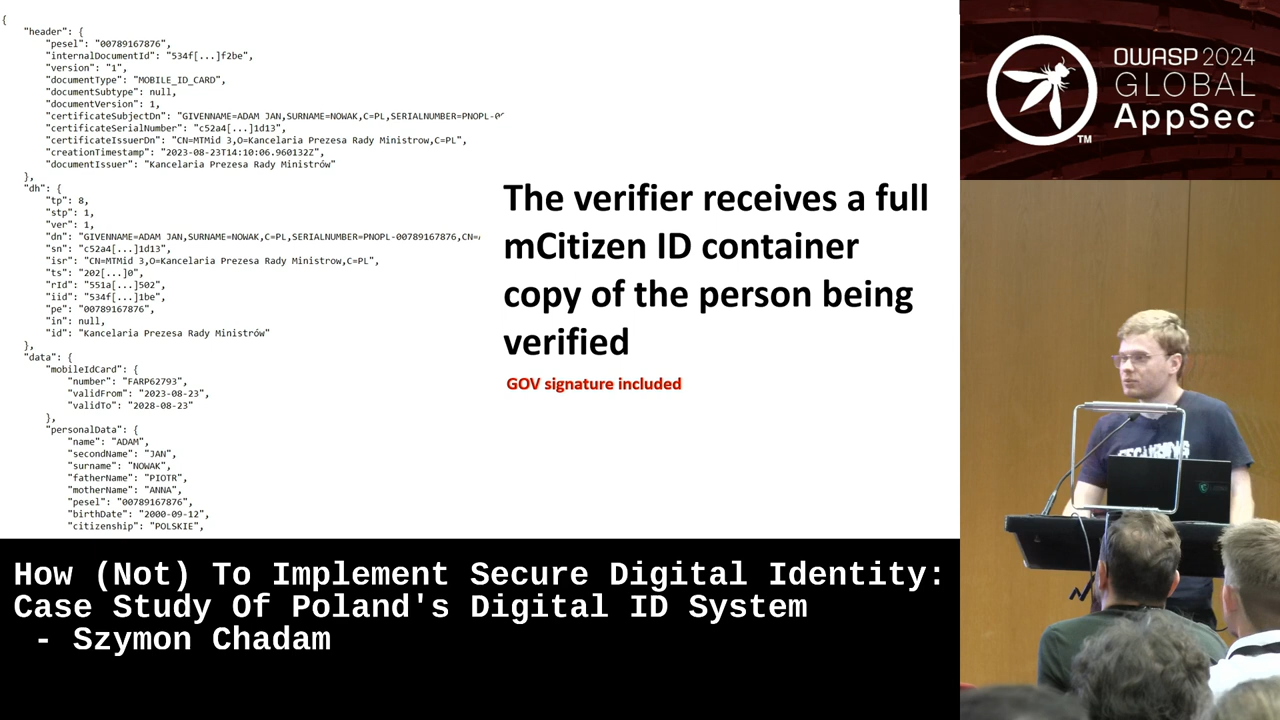 {
"header": {
"pesel": "00789167876",
"internalDocumentId": "534f[...]f2be",
"version": "1",
"documentType": "MOBILE_ID_CARD",
"documentSubtype": null,
"documentVersion": 1,
"certificateSubjectDn": "GIVENNAME=ADAM JAN,SURNAME=NOWAK,C=PL,SERIALNUMBER=PNOPL-0
"certificateSerialNumber": "c52a4[...]1d13",
"certificateIssuerDn": "CN=MTMid 3,O=Kancelaria Prezesa Rady Ministrow,C=PL",
"creationTimestamp": "2023-08-23T14:10:06.960132Z",
"documentIssuer": "Kancelaria Prezesa Rady Ministrów"
},
"dh": {
"tp": 8,
"stp": 1,
"ver": 1,
"dn": "GIVENNAME=ADAM JAN,SURNAME=NOWAK,C=PL,SERIALNUMBER=PNOPL-00789167876,CN=
"sn": "c52a4[...]1d13",
"isr": "CN=MTMid 3,O=Kancelaria Prezesa Rady Ministrow,C=PL",
"ts": "202[...]0",
"rId": "551a[...]502",
"iid": "534f[...]1be",
"pe": "00789167876",
"in": null,
"id": "Kancelaria Prezesa Rady Ministrów"
},
"data": {
"mobileIdCard": {
"number": "FARP62793",
"validFrom": "2023-08-23",
"validTo": "2028-08-23"
},
"personalData": {
"name": "ADAM",
"secondName": "JAN",
"surname": "NOWAK",
"fatherName": "PIOTR",
"motherName": "ANNA",
"pesel": "00789167876",
"birthDate": "2000-09-12",
"citizenship": "POLSKIE",
The verifier receives a full
mCitizen ID container
copy of the person being
verified
GOV signature included
OWASP 2024
GLOBAL
AppSec
TM
How (Not) To Implement Secure Digital Identity:
Case Study Of Poland's Digital ID System
- Szymon Chadam